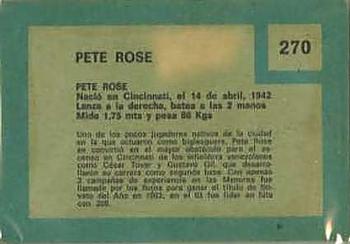 PETE ROSE
270
PETE ROSE
Nació en Cincinnati, el 14 de abril, 1942
Lanza a la derecha, batea a las 2 manos
Mide 1,75 mts y pesa 86 Kgs
Uno de los pocos jugadores nativos de la ciudad
en la que actuaron como bigleaguers, Pete Rose
se convirtió en el mayor obstáculo para el as-
censo en Cincinnati de los infielders venezolanos
como César Tovar y Gustavo Gil, que desarro-
llaron su carrera como segunda base. Con apenas
2 campañas de experiencia en las Menores fue
llamado por los Rojos para ganar el título de No-
vato del Año en 1963, en el 65 fue líder en
con 209.